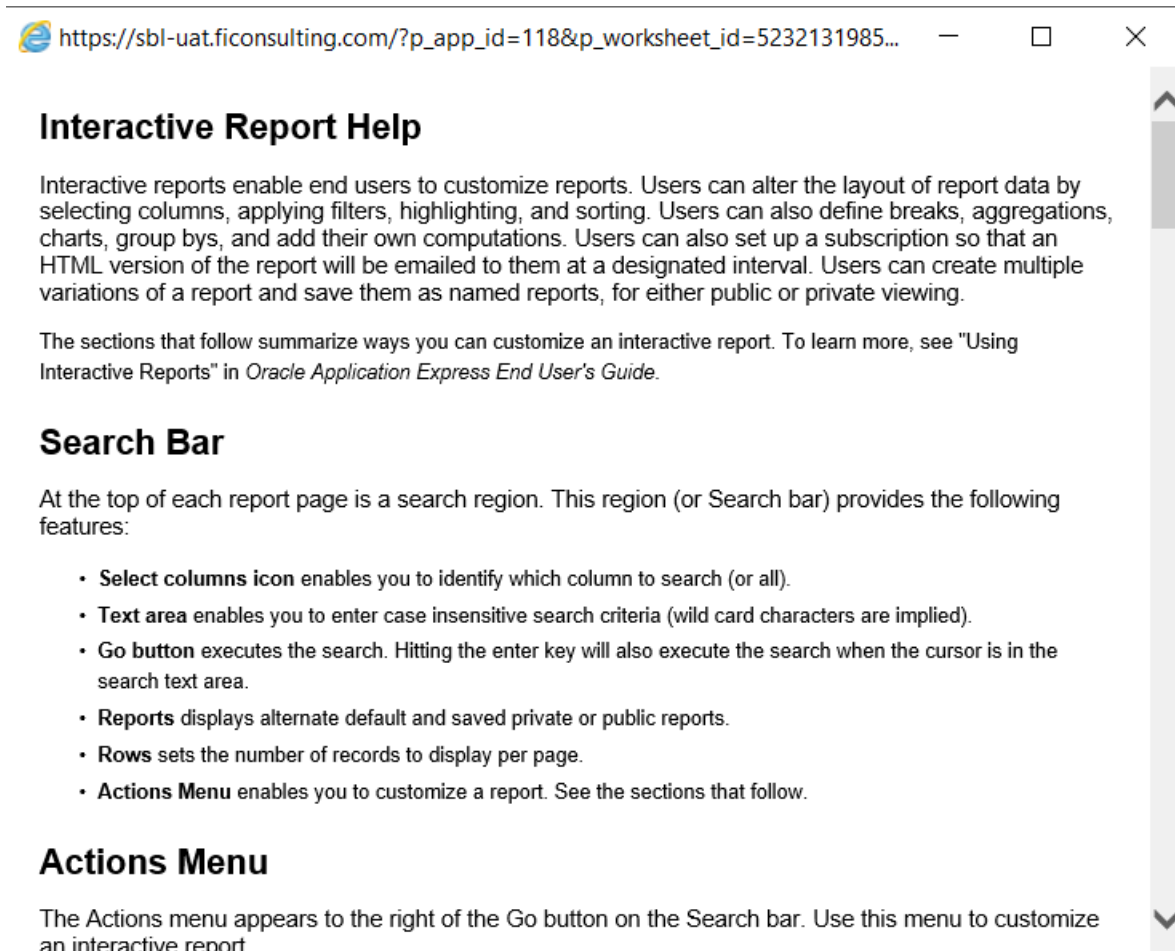 https://sbl-uat.ficonsulting.com/?p_app_id=118&p_worksheet_id=5232131985...
Interactive Report Help
Interactive reports enable end users to customize reports. Users can alter the layout of report data by
selecting columns, applying filters, highlighting, and sorting. Users can also define breaks, aggregations,
charts, group bys, and add their own computations. Users can also set up a subscription so that an
HTML version of the report will be emailed to them at a designated interval. Users can create multiple
variations of a report and save them as named reports, for either public or private viewing.
The sections that follow summarize ways you can customize an interactive report. To learn more, see "Using
Interactive Reports" in Oracle Application Express End User's Guide.
Search Bar
At the top of each report page is a search region. This region (or Search bar) provides the following
features:
• Select columns icon enables you to identify which column to search (or all).
• Text area enables you to enter case insensitive search criteria (wild card characters are implied).
• Go button executes the search. Hitting the enter key will also execute the search when the cursor is in the
search text area.
• Reports displays alternate default and saved private or public reports.
• Rows sets the number of records to display per page.
• Actions Menu enables you to customize a report. See the sections that follow.
Actions Menu
The Actions menu appears to the right of the Go button on the Search bar. Use this menu to customize
an interactive report.